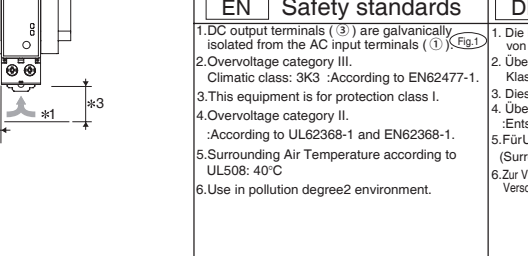 EN Safety standards
1.DC output terminals ( ③ ) are galvanically
isolated from the AC input terminals ( ① ). Fig.1
2.Overvoltage category III.
Climatic class: 3K3 :According to EN62477-1.
3.This equipment is for protection class I.
4.Overvoltage category II.
:According to UL62368-1 and EN62368-1.
5.Surrounding Air Temperature according to
UL508: 40°C
6.Use in pollution degree2 environment.
1. Die
von
2. Übe
Klas
3. Dies
4. Übe
:Ents
5.FürU
(Surr
6.Zur V
Versc
*3
*1